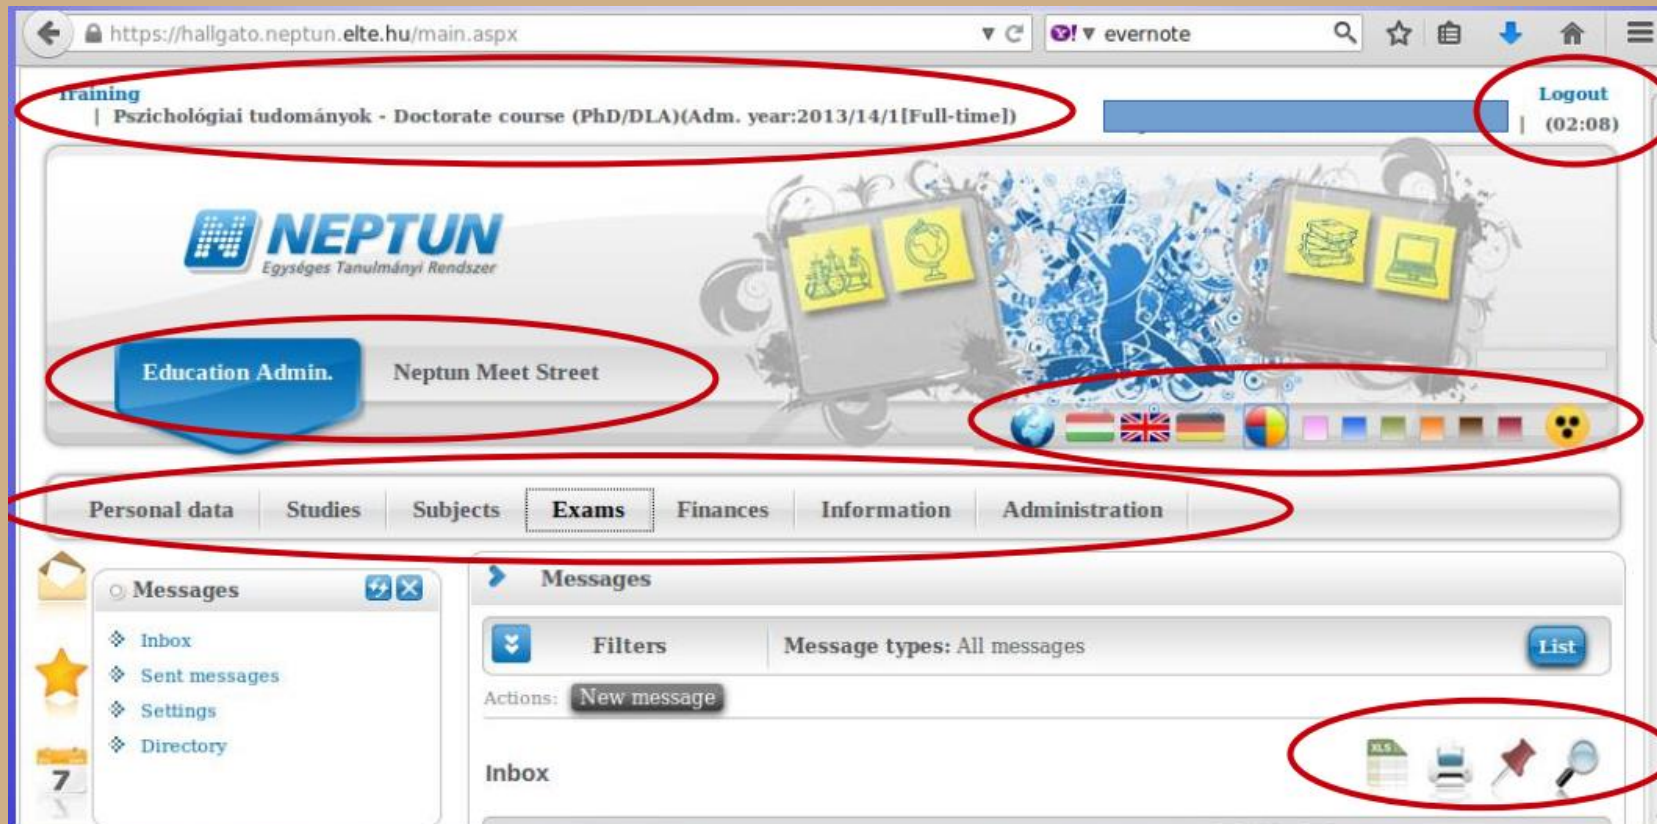 https://hallgato.neptun.elte.hu/main.aspx
evernote
Training
| Pszichológiai tudományok - Doctorate course (PhD/DLA)(Adm. year:2013/14/1[Full-time])
Logout
| (02:08)
NEPTUN
Egységes Tanulmányi Rendszer
Education Admin.
Neptun Meet Street
Personal data
Studies
Subjects
Exams
Finances
Information
Administration
Messages
Inbox
Sent messages
Settings
Directory
7
Messages
Filters
Message types: All messages
List
Actions: New message
XLS
Inbox